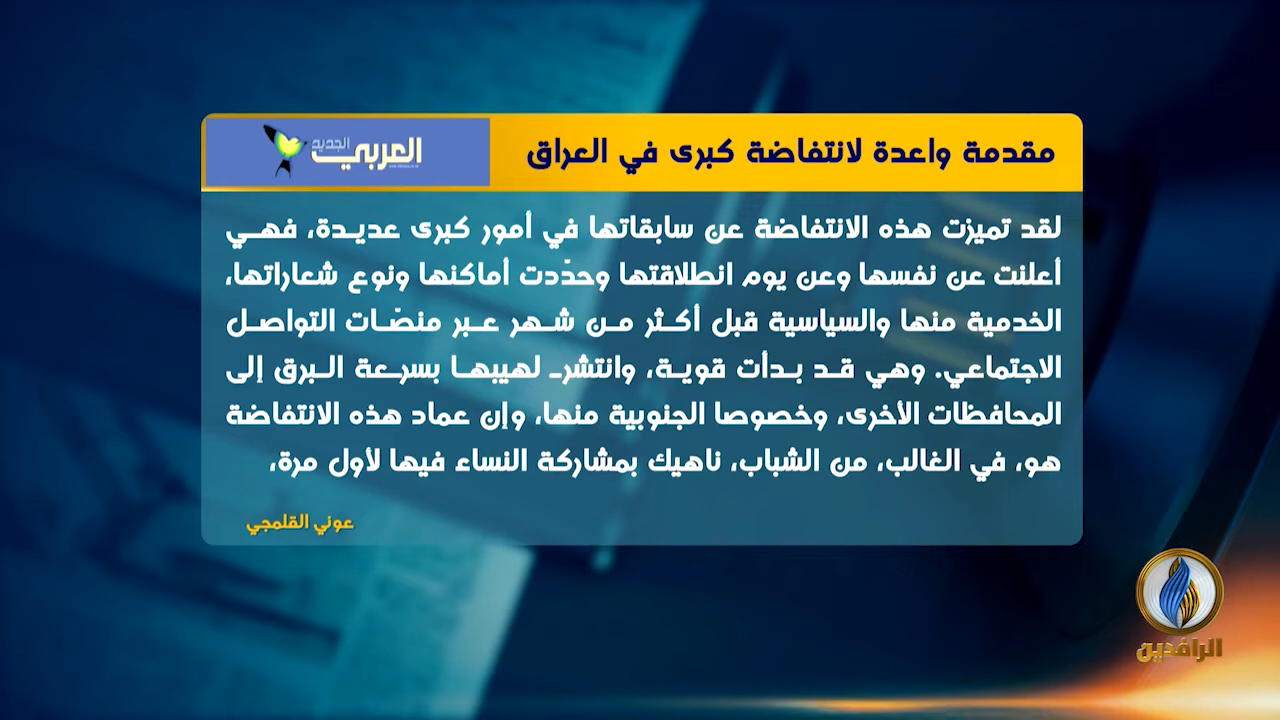 مقدمة واعدة لانتفاضة كبرى في العراق
العربي الجديد
لقد تميزت هذه الانتفاضة عن سابقاتها في أمور كبرى عديدة، فهي
أعلنت عن نفسها وعن يوم انطلاقتها وحدّدت أماكنها ونوع شعاراتها،
الخدمية منها والسياسية قبل أكثر من شهر عبر منصّات التواصل
الاجتماعي. وهي قد بدأت قوية، وانتشر لهيبها بسرعة البرق إلى
المحافظات الأخرى، وخصوصا الجنوبية منها، وإن عماد هذه الانتفاضة
هو، في الغالب، من الشباب، ناهيك بمشاركة النساء فيها لأول مرة،
عوني القلمجي
الرافدين